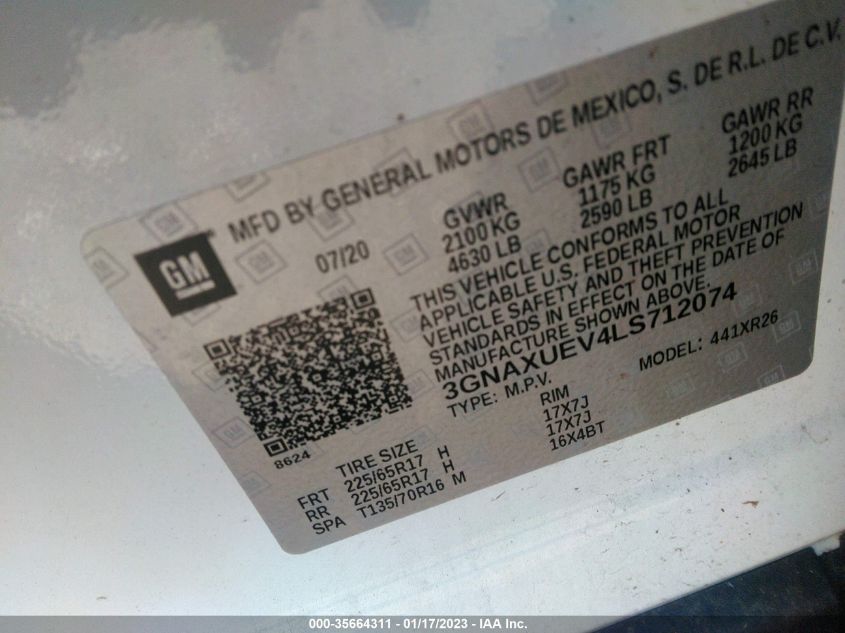 MFD BY GENERAL MOTORS DE MEXICO, S. DE R.L. DE C.V.
GM ®
07/20
GVWR GAWR FRT GAWR RR
2100 KG 1175 KG 1200 KG
4630 LB 2590 LB 2645 LB
THIS VEHICLE CONFORMS TO ALL
APPLICABLE U.S. FEDERAL MOTOR
VEHICLE SAFETY AND THEFT PREVENTION
STANDARDS IN EFFECT ON THE DATE OF
MANUFACTURE SHOWN ABOVE.
3GNAXUEV4LS712074
TYPE: M.P.V. MODEL: 441XR26
8624
TIRE SIZE RIM
FRT 225/65R17 H 17X7J
RR 225/65R17 H 17X7J
SPA T135/70R16 M 16X4BT
000-35664311 - 01/17/2023 - IAA Inc.